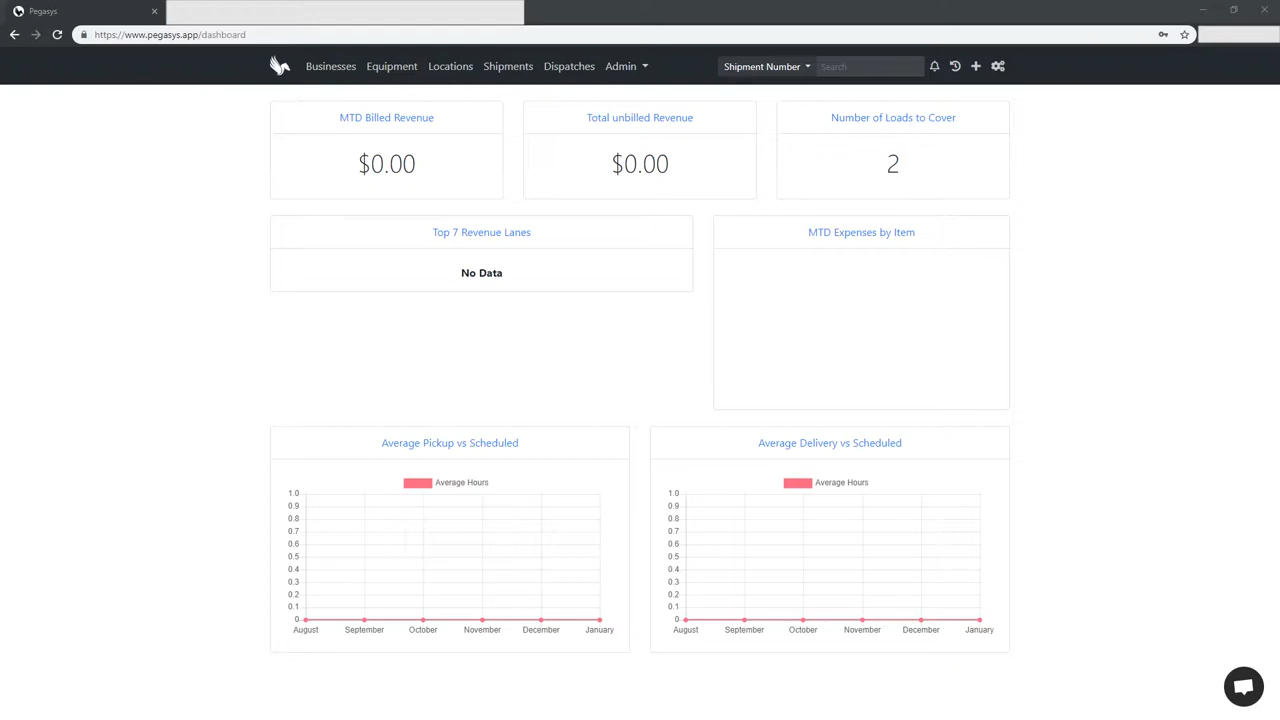 Pegasys
https://www.pegasys.app/dashboard
Businesses Equipment Locations Shipments Dispatches Admin Shipment Number Search
MTD Billed Revenue
$0.00
Total unbilled Revenue
$0.00
Number of Loads to Cover
2
Top 7 Revenue Lanes
No Data
MTD Expenses by Item
Average Pickup vs Scheduled
Average Hours
1.0
0.9
0.8
0.7
0.6
0.5
0.4
0.3
0.2
0.1
0
August September October November December January
Average Delivery vs Scheduled
Average Hours
1.0
0.9
0.8
0.7
0.6
0.5
0.4
0.3
0.2
0.1
0
August September October November December January